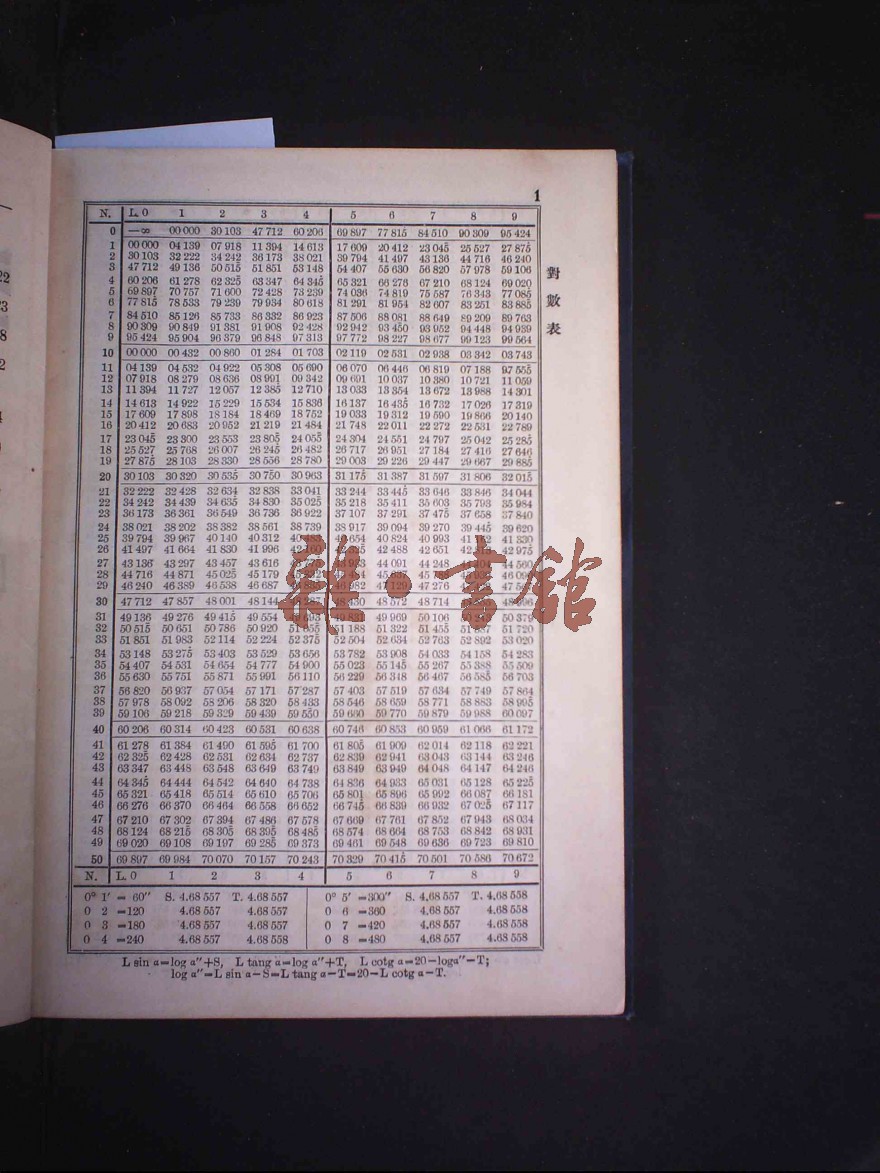 1
N. L. 0 1 2 3 4 5 6 7 8 9
0 —∞ 00 000 30 103 47 712 60 206 69 897 77 815 84 510 90 309 95 424
1 00 000 04 139 07 918 11 394 14 613 17 609 20 412 23 045 25 527 27 875
2 30 103 32 222 34 242 36 173 38 021 39 794 41 497 43 136 44 716 46 240
3 47 712 49 136 50 515 51 851 53 148 54 407 55 630 56 820 57 978 59 106
4 60 206 61 278 62 325 63 347 64 345 65 321 66 276 67 210 68 124 69 020
5 69 897 70 757 71 600 72 428 73 239 74 036 74 819 75 587 76 343 77 085
6 77 815 78 533 79 239 79 934 80 618 81 291 81 954 82 607 83 251 83 885
7 84 510 85 126 85 733 86 332 86 923 87 506 88 081 88 649 89 209 89 763
8 90 309 90 849 91 381 91 908 92 428 92 942 93 450 93 952 94 448 94 939
9 95 424 95 904 96 379 96 848 97 313 97 772 98 227 98 677 99 123 99 564
10 00 000 00 432 00 860 01 284 01 703 02 119 02 531 02 938 03 342 03 743
11 04 139 04 532 04 922 05 308 05 690 06 070 06 446 06 819 07 188 97 555
12 07 918 08 279 08 636 08 991 09 342 09 691 10 037 10 380 10 721 11 059
13 11 394 11 727 12 057 12 385 12 710 13 033 13 354 13 672 13 988 14 301
14 14 613 14 922 15 229 15 534 15 836 16 137 16 435 16 732 17 026 17 319
15 17 609 17 898 18 184 18 469 18 752 19 033 19 312 19 590 19 866 20 140
16 20 412 20 683 20 952 21 219 21 484 21 748 22 011 22 272 22 531 22 789
17 23 045 23 300 23 553 23 805 24 055 24 304 24 551 24 797 25 042 25 285
18 25 527 25 768 26 007 26 245 26 482 26 717 26 951 27 184 27 416 27 646
19 27 875 28 103 28 330 28 556 28 780 29 003 29 226 29 447 29 667 29 885
20 30 103 30 320 30 535 30 750 30 963 31 175 31 387 31 597 31 806 32 015
21 32 222 32 428 32 634 32 838 33 041 33 244 33 445 33 646 33 846 34 044
22 34 242 34 439 34 635 34 830 35 025 35 218 35 411 35 603 35 793 35 984
23 36 173 36 361 36 549 36 736 36 922 37 107 37 291 37 475 37 658 37 840
24 38 021 38 202 38 382 38 561 38 739 38 917 39 094 39 270 39 445 39 620
25 39 794 39 967 40 140 40 312 40 654 40 824 40 993 41 330
26 41 497 41 664 41 830 41 996 42 488 42 651 42 975
27 43 136 43 297 43 457 43 616 44 091 44 248 44 560
28 44 716 44 871 45 025 45 179
29 46 240 46 389 46 538 46 687 47 276
30 47 712 47 857 48 001 48 144 48 572 48 714
31 49 136 49 276 49 415 49 554 49 969 50 106 50 379
32 50 515 50 651 50 786 50 920 51 188 51 322 51 455 51 720
33 51 851 51 983 52 114 52 224 52 375 52 504 52 634 52 763 52 892 53 020
34 53 148 53 275 53 403 53 529 53 656 53 782 53 908 54 033 54 158 54 283
35 54 407 54 531 54 654 54 777 54 900 55 023 55 145 55 267 55 388 55 509
36 55 630 55 751 55 871 55 991 56 110 56 229 56 348 56 467 56 585 56 703
37 56 820 56 937 57 054 57 171 57 287 57 403 57 519 57 634 57 749 57 864
38 57 978 58 092 58 206 58 320 58 433 58 546 58 659 58 771 58 883 58 995
39 59 106 59 218 59 329 59 439 59 550 59 660 59 770 59 879 59 988 60 097
40 60 206 60 314 60 423 60 531 60 638 60 746 60 853 60 959 61 066 61 172
41 61 278 61 384 61 490 61 595 61 700 61 805 61 909 62 014 62 118 62 221
42 62 325 62 428 62 531 62 634 62 737 62 839 62 941 63 043 63 144 63 246
43 63 347 63 448 63 548 63 649 63 749 63 849 63 949 64 048 64 147 64 246
44 64 345 64 444 64 542 64 640 64 738 64 836 64 933 65 031 65 128 65 225
45 65 321 65 418 65 514 65 610 65 706 65 801 65 896 65 992 66 087 66 181
46 66 276 66 370 66 464 66 558 66 652 66 745 66 839 66 932 67 025 67 117
47 67 210 67 302 67 394 67 486 67 578 67 669 67 761 67 852 67 943 68 034
48 68 124 68 215 68 305 68 395 68 485 68 574 68 664 68 753 68 842 68 931
49 69 020 69 108 69 197 69 285 69 373 69 461 69 548 69 636 69 723 69 810
50 69 897 69 984 70 070 70 157 70 243 70 329 70 415 70 501 70 586 70 672
N. L. 0 1 2 3 4 5 6 7 8 9
0° 1′ = 60″ S. 4.68 557 T. 4.68 557 0° 5′ =300″ S. 4.68 557 T. 4.68 558
0 2 =120 4.68 557 4.68 557 0 6 =360 4.68 557 4.68 558
0 3 =180 4.68 557 4.68 557 0 7 =420 4.68 557 4.68 558
0 4 =240 4.68 557 4.68 558 0 8 =480 4.68 557 4.68 558
L sin α=log α″+S, L tang α=log α″+T, L cotg α=20−logα″−T;
log α″=L sin α−S=L tang α−T=20−L cotg α−T.
對數表
雜·書館